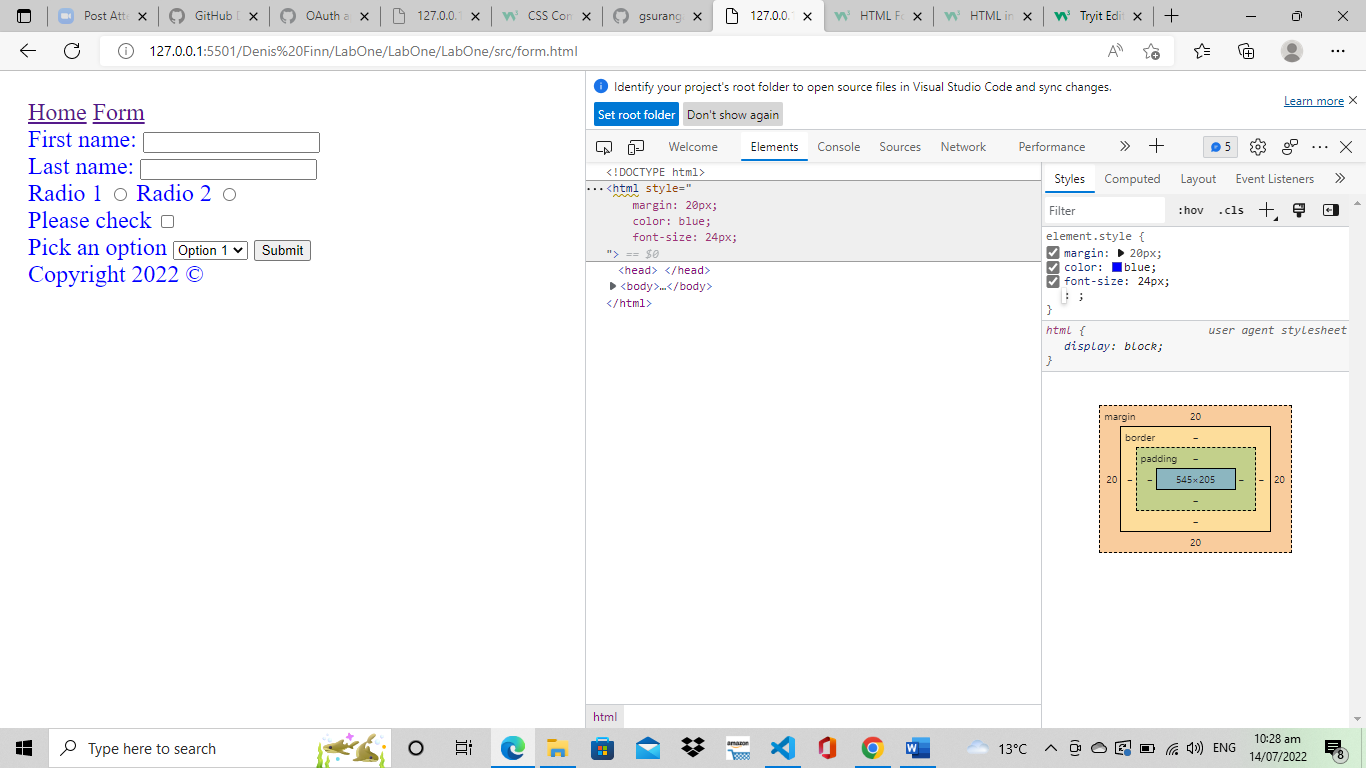 Post Atte
GitHub D
OAuth a
127.0.0.1
CSS Com
gsurang
127.0.0.1
HTML Fo
HTML in
Tryit Edit
127.0.0.1:5501/Denis%20Finn/LabOne/LabOne/LabOne/src/form.html
Home Form
First name:
Last name:
Radio 1 Radio 2
Please check
Pick an option Option 1 Submit
Copyright 2022 ©
Identify your project's root folder to open source files in Visual Studio Code and sync changes.
Learn more
Set root folder Don't show again
Welcome Elements Console Sources Network Performance 5
<!DOCTYPE html>
<html style="
margin: 20px;
color: blue;
font-size: 24px;
"> == $0
<head> </head>
<body>…</body>
</html>
html
Styles Computed Layout Event Listeners
Filter :hov .cls
element.style {
margin: 20px;
color: blue;
font-size: 24px;
: ;
}
html { user agent stylesheet
display: block;
}
margin 20
border –
padding –
20 – – 545×205 – – 20
–
–
20
Type here to search
amazon
13°C
ENG
10:28 am
14/07/2022
8